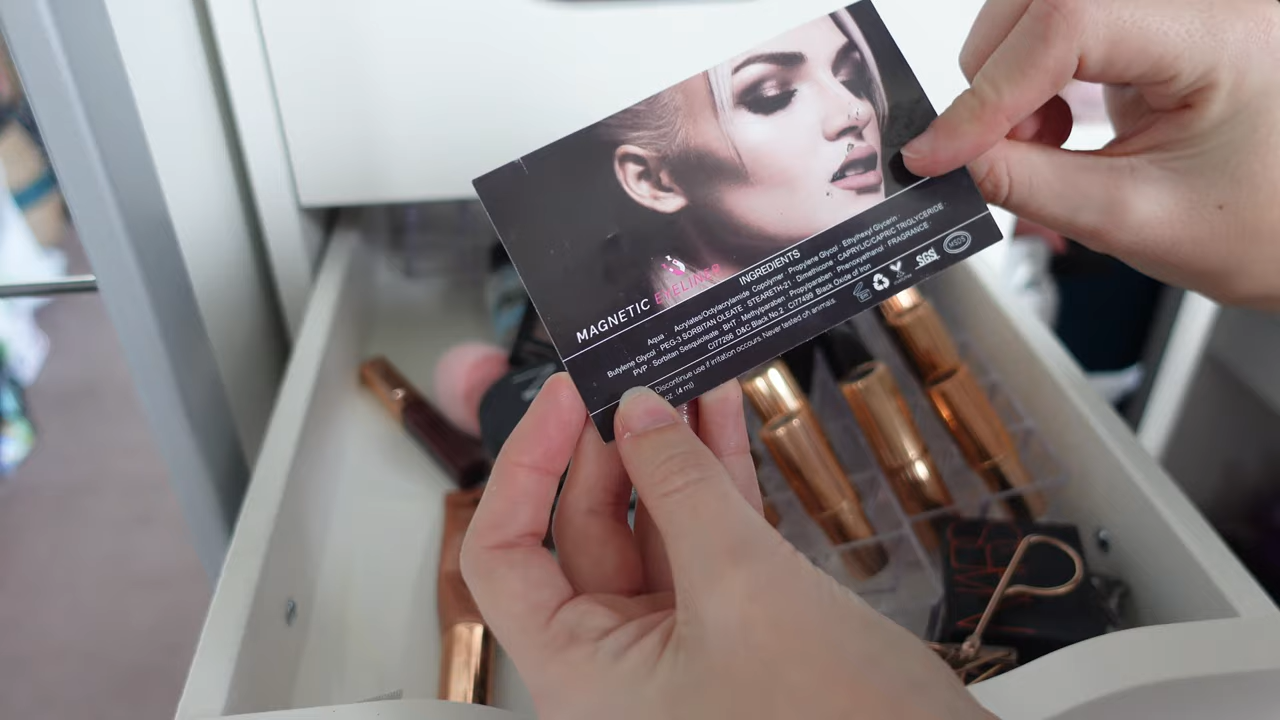 MAGNETIC EYELINER
INGREDIENTS
Aqua · Acrylates/Octylacrylamide Copolymer · Propylene Glycol · Ethylhexyl Glycerin ·
Butylene Glycol · PEG-3 SORBITAN OLEATE · STEARETH-21 · Dimethicone · CAPRYLIC/CAPRIC TRIGLYCERIDE ·
PVP · Sorbitan Sesquioleate · BHT · Methylparaben · Propylparaben · Phenoxyethanol · FRAGRANCE ·
CI77266 D&C Black No.2 · CI77499 Black Oxide of Iron
Discontinue use if irritation occours. Never tested oh animals.
oz. (4 ml)
SGS
MSDS